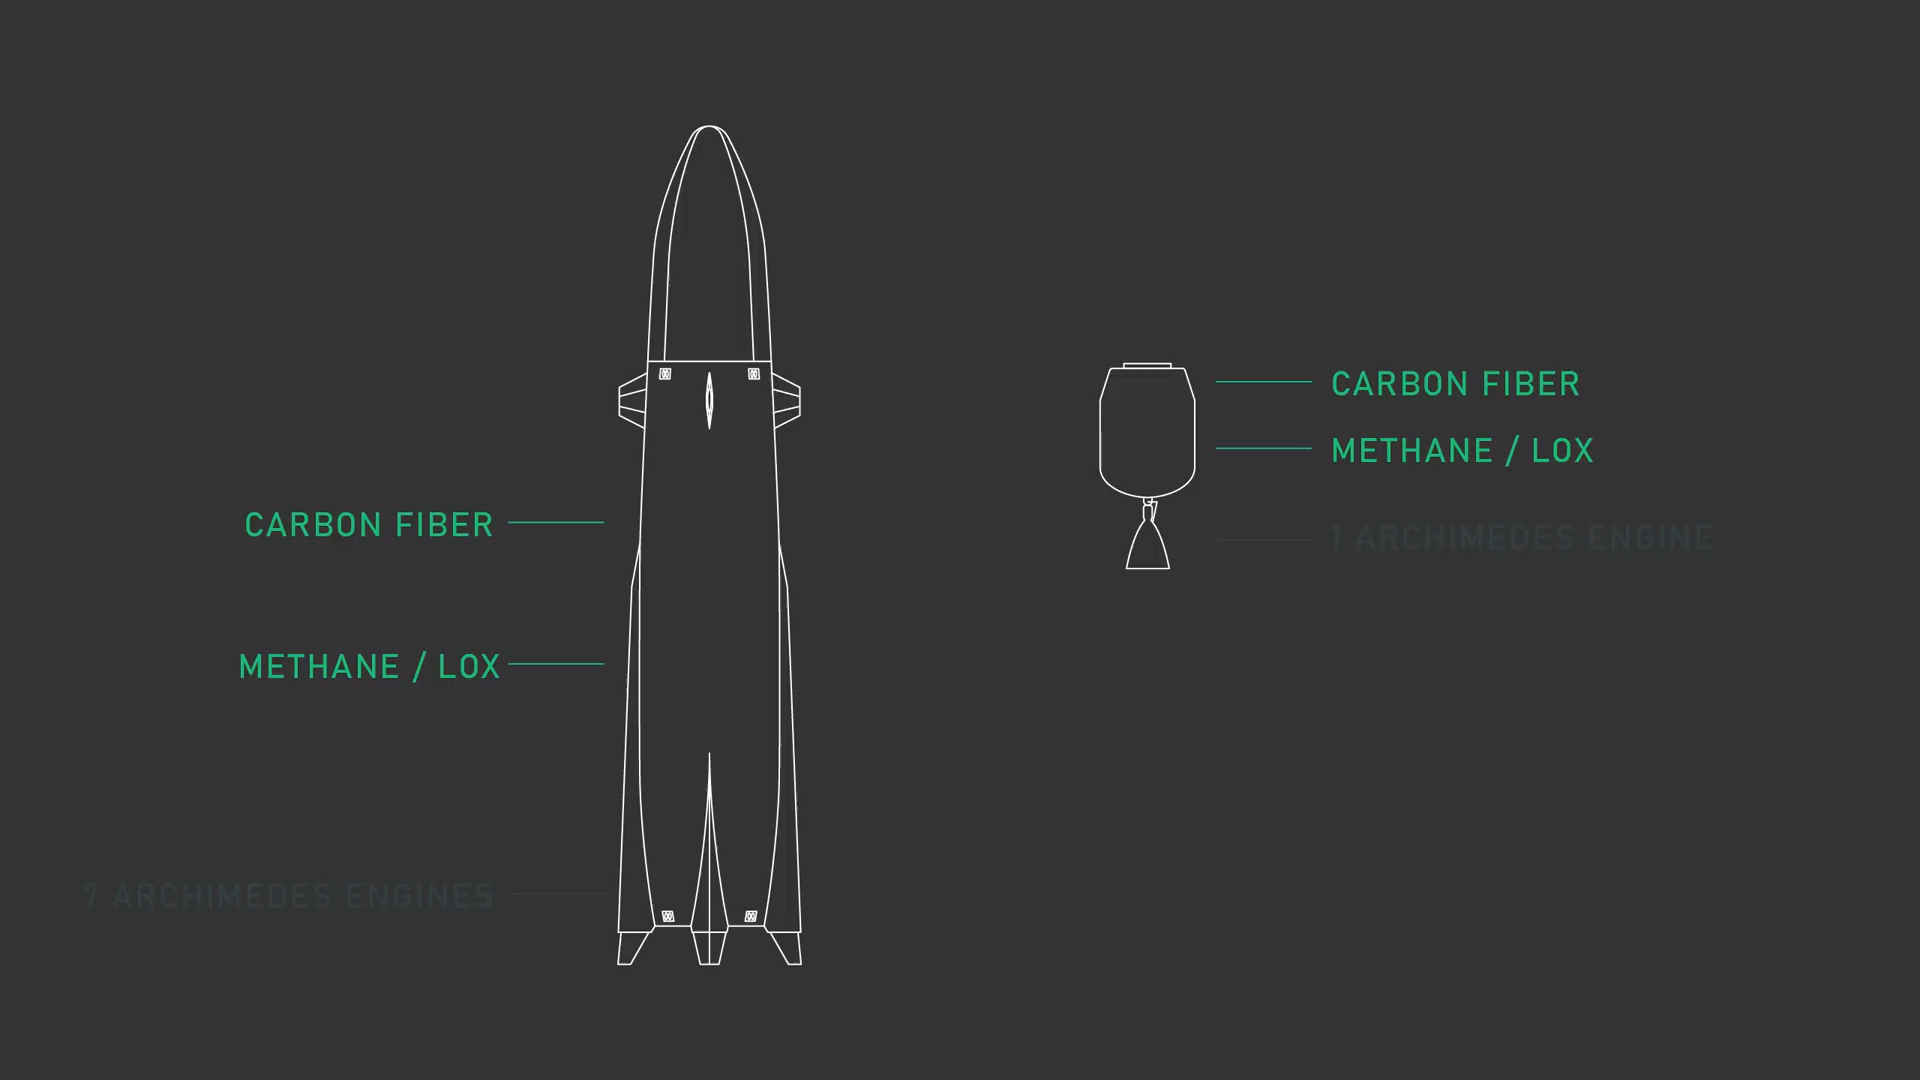 CARBON FIBER
METHANE / LOX
7 ARCHIMEDES ENGINES
CARBON FIBER
METHANE / LOX
1 ARCHIMEDES ENGINE